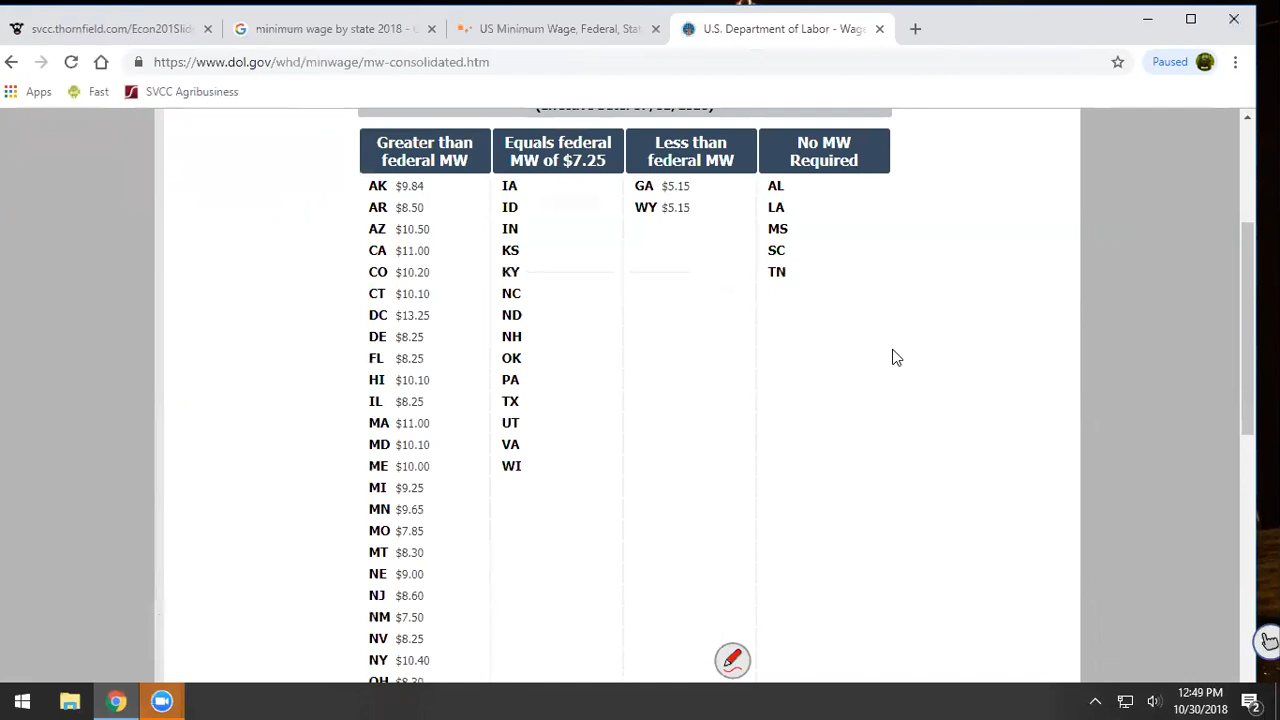 svcc.thornfield.com/Econ201Slid
minimum wage by state 2018 -
US Minimum Wage, Federal, Stat
U.S. Department of Labor - Wage
https://www.dol.gov/whd/minwage/mw-consolidated.htm
Paused
Apps
Fast
SVCC Agribusiness
Greater than federal MW
Equals federal MW of $7.25
Less than federal MW
No MW Required
AK $9.84 IA GA $5.15 AL
AR $8.50 ID WY $5.15 LA
AZ $10.50 IN MS
CA $11.00 KS SC
CO $10.20 KY TN
CT $10.10 NC
DC $13.25 ND
DE $8.25 NH
FL $8.25 OK
HI $10.10 PA
IL $8.25 TX
MA $11.00 UT
MD $10.10 VA
ME $10.00 WI
MI $9.25
MN $9.65
MO $7.85
MT $8.30
NE $9.00
NJ $8.60
NM $7.50
NV $8.25
NY $10.40
OH $8.30
12:49 PM
10/30/2018
2